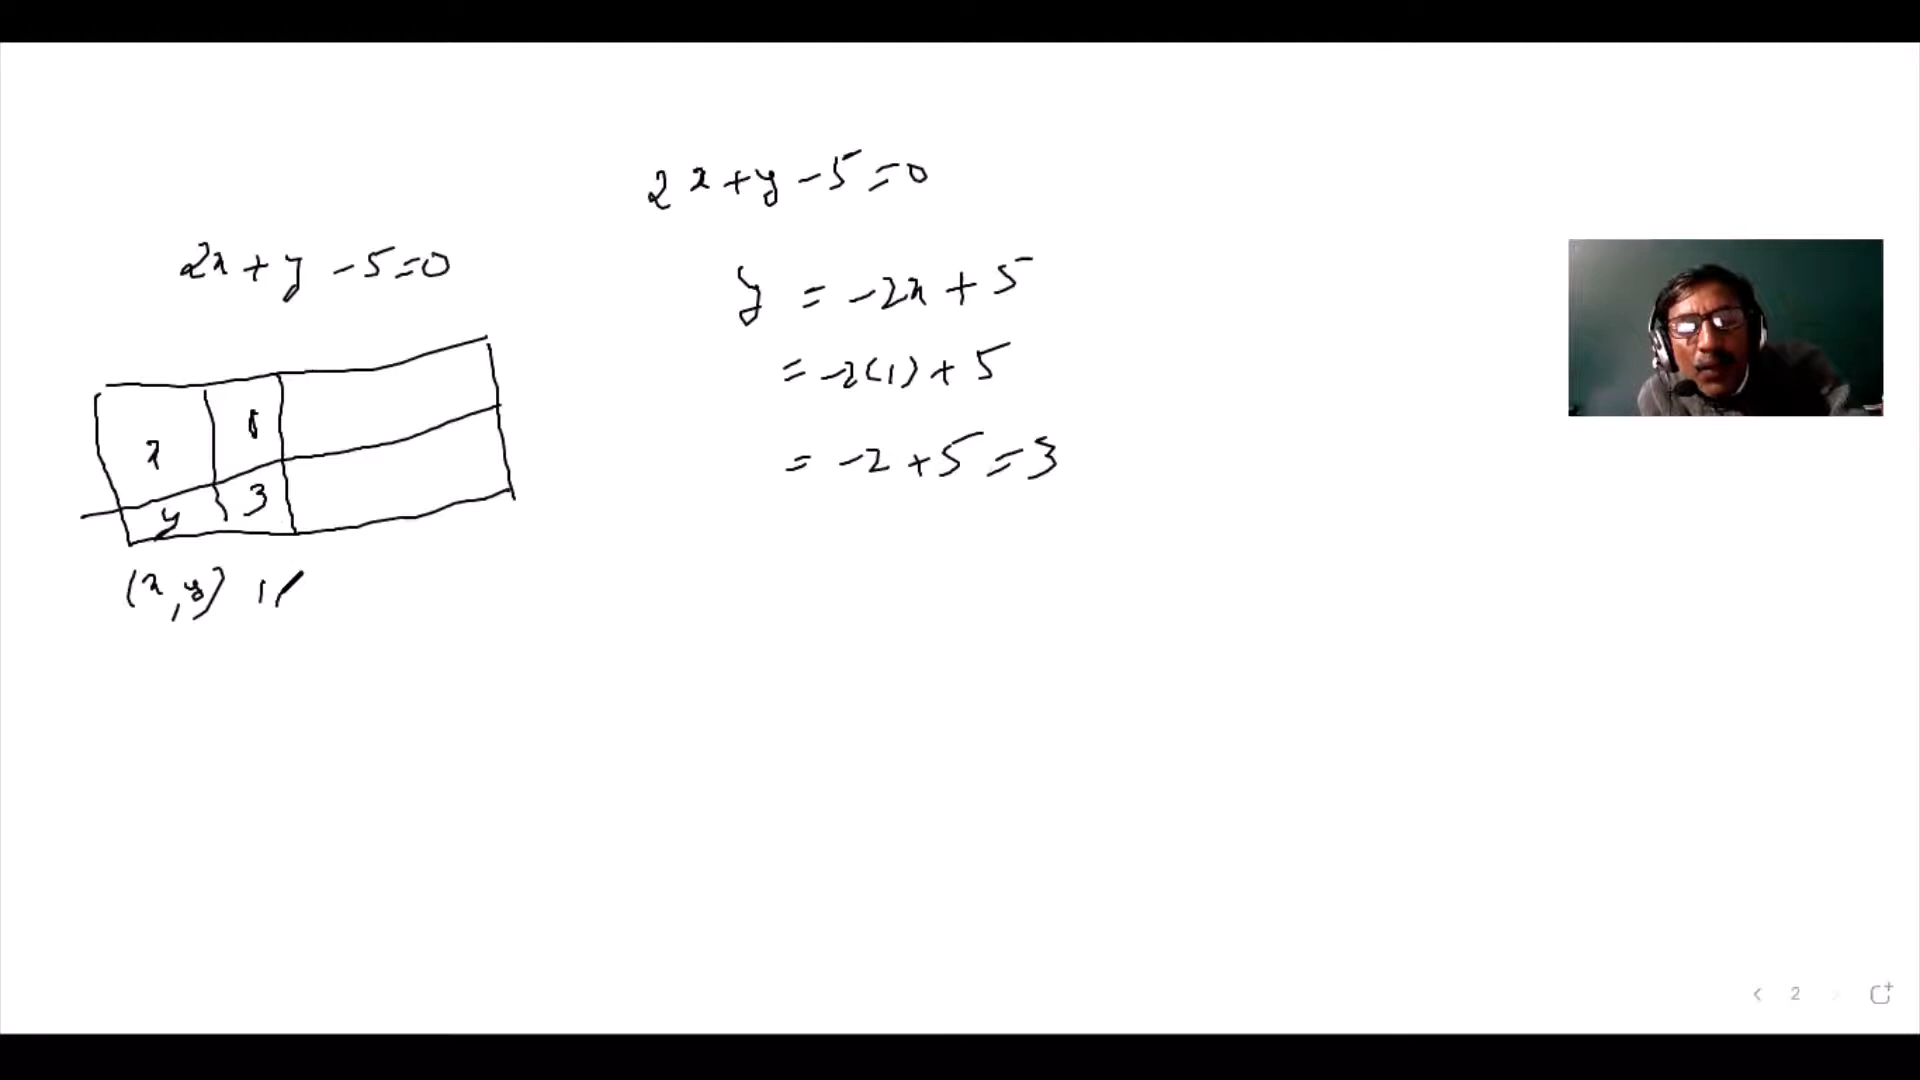 2x+y-5=0
2x+y-5=0
y = -2x+5
= -2(1)+5
= -2+5=3
x 1
y 3
(x,y) 1
2